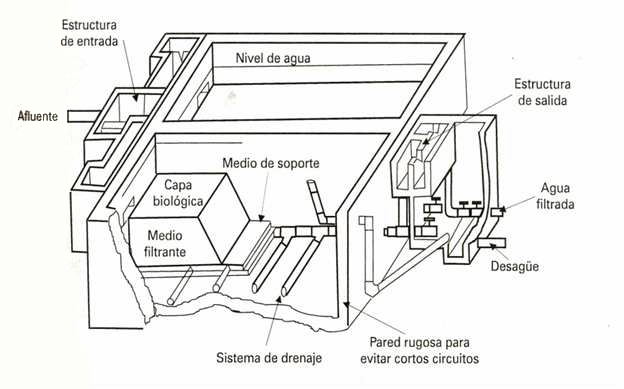 Estructura
de entrada
Nivel de agua
Estructura
de salida
Afluente
Medio de soporte
Capa
biológica
Agua
filtrada
Medio
filtrante
Desagüe
Sistema de drenaje
Pared rugosa para
evitar cortos circuitos